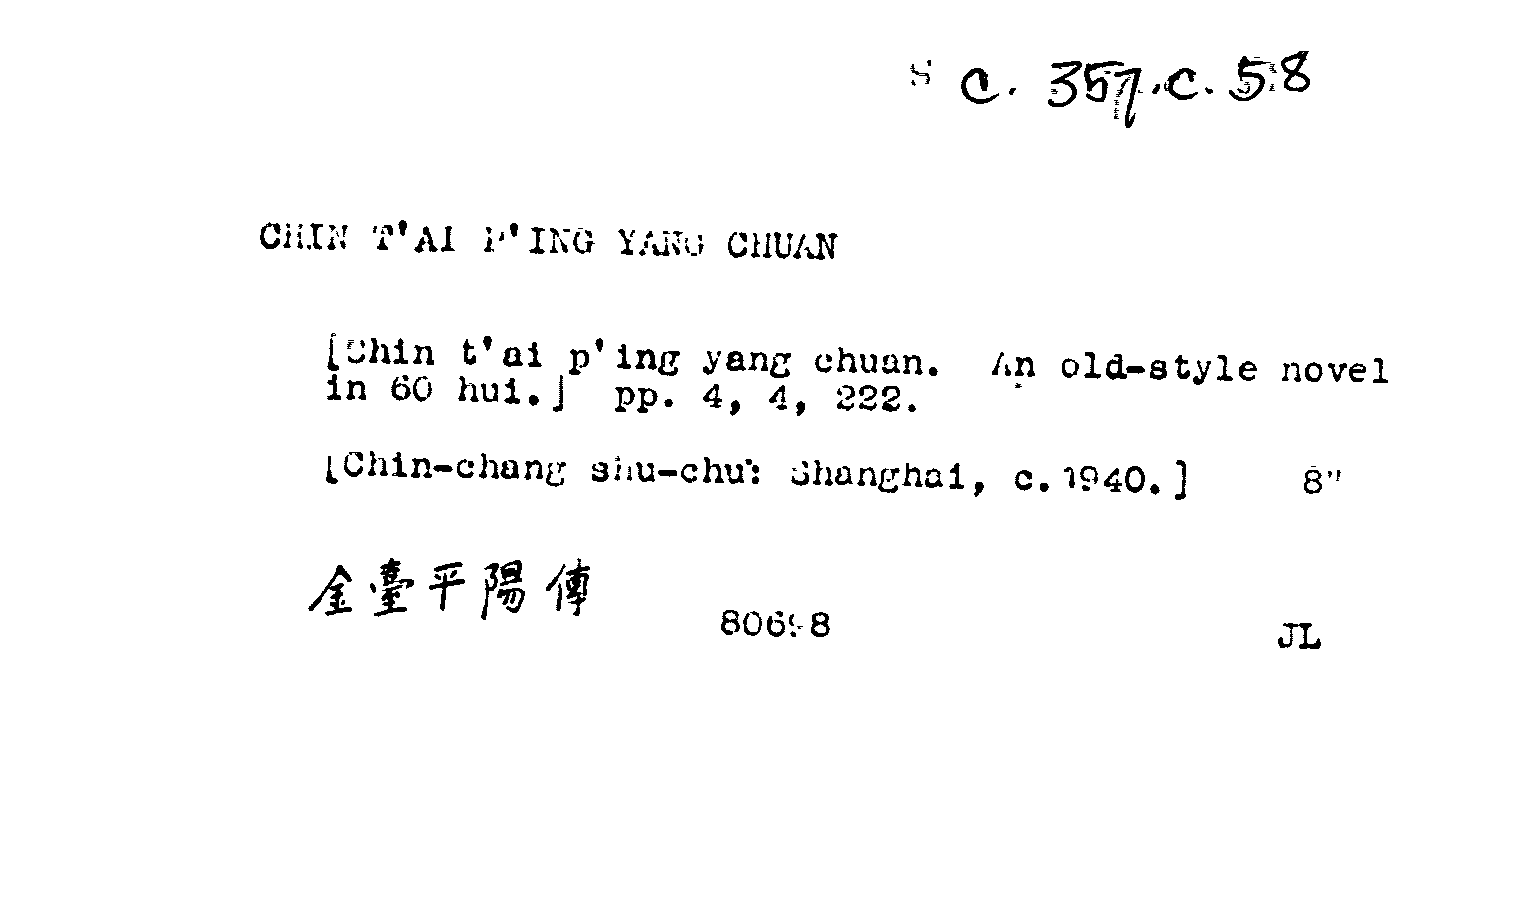 S c. 357.c.58
CHIN T'AI P'ING YANG CHUAN
[Chin t'ai p'ing yang chuan. An old-style novel
in 60 hui.] pp. 4, 4, 222.
[Chin-chang shu-chu: Shanghai, c.1940.] 8"
金臺平陽傳
80698
JL